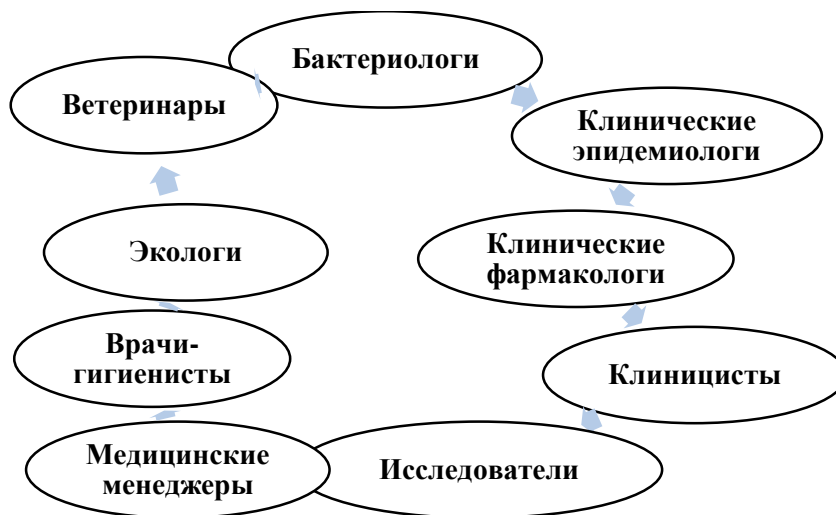 Бактериологи
Ветеринары
Клинические
эпидемиологи
Экологи
Клинические
фармакологи
Врачи-
гигиенисты
Клиницисты
Медицинские
менеджеры
Исследователи